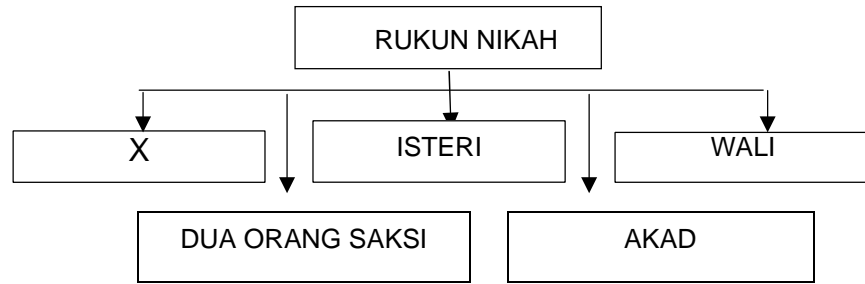 RUKUN NIKAH
X
ISTERI
WALI
DUA ORANG SAKSI
AKAD